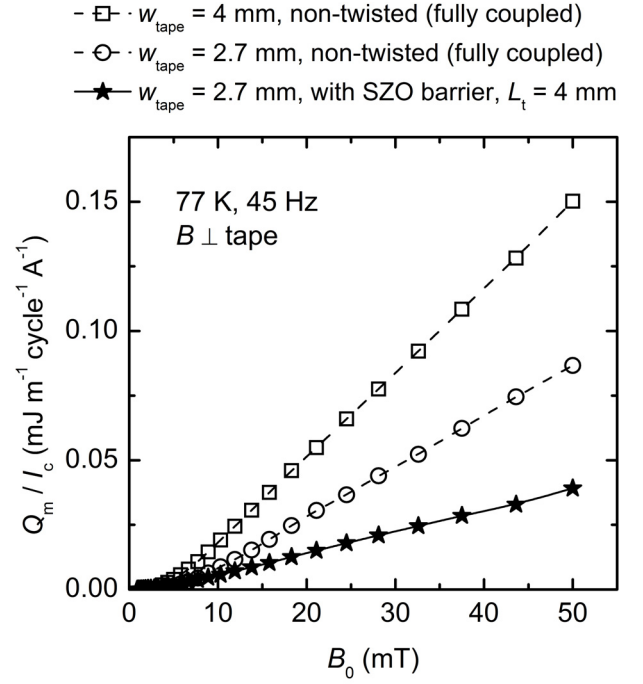 w_tape = 4 mm, non-twisted (fully coupled)
w_tape = 2.7 mm, non-twisted (fully coupled)
w_tape = 2.7 mm, with SZO barrier, L_t = 4 mm
77 K, 45 Hz
B ⊥ tape
0.15
0.10
0.05
0.00
Q_m / I_c (mJ m⁻¹ cycle⁻¹ A⁻¹)
0 10 20 30 40 50
B_0 (mT)